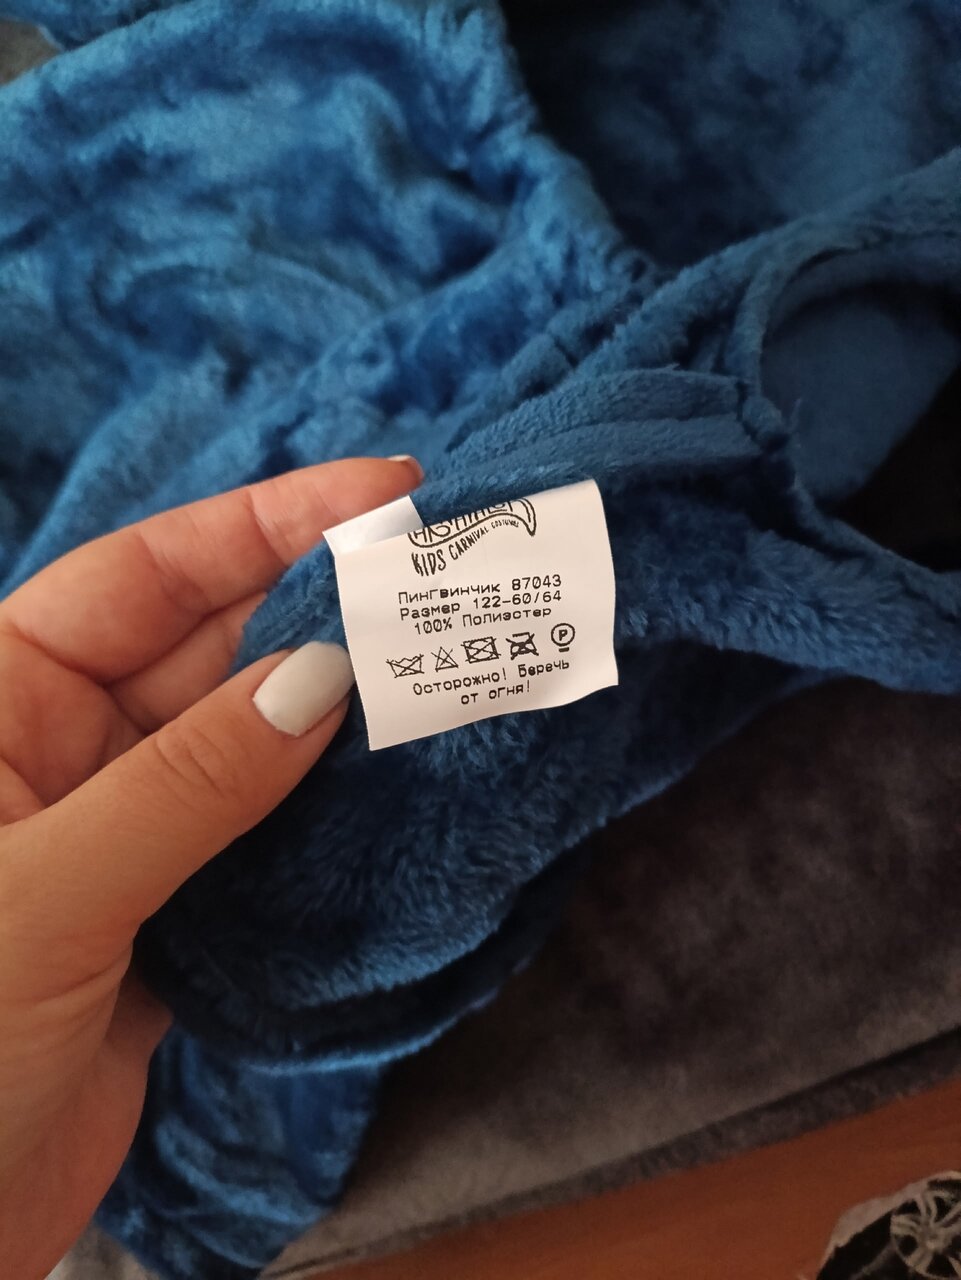 KIDS CARNIVAL COSTUMES
Пингвинчик 87043
Размер 122-60/64
100% Полиэстер
P
Осторожно! Беречь
от огня!